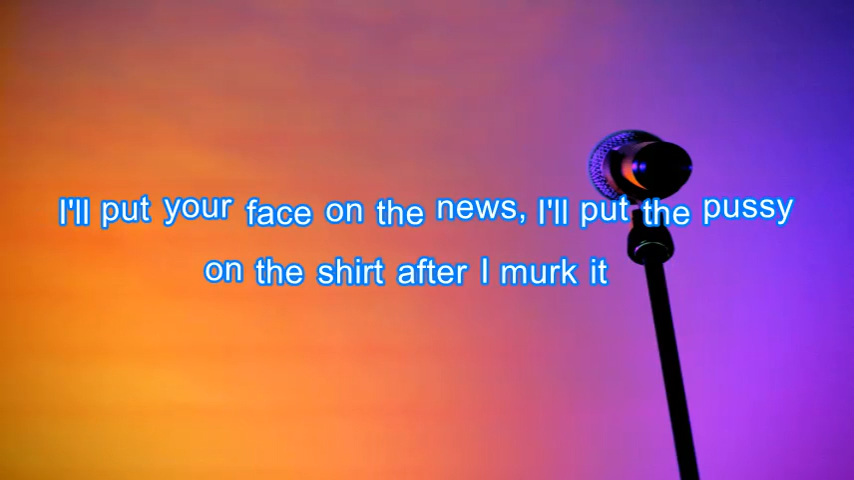 I'll put your face on the news, I'll put the pussy
on the shirt after I murk it